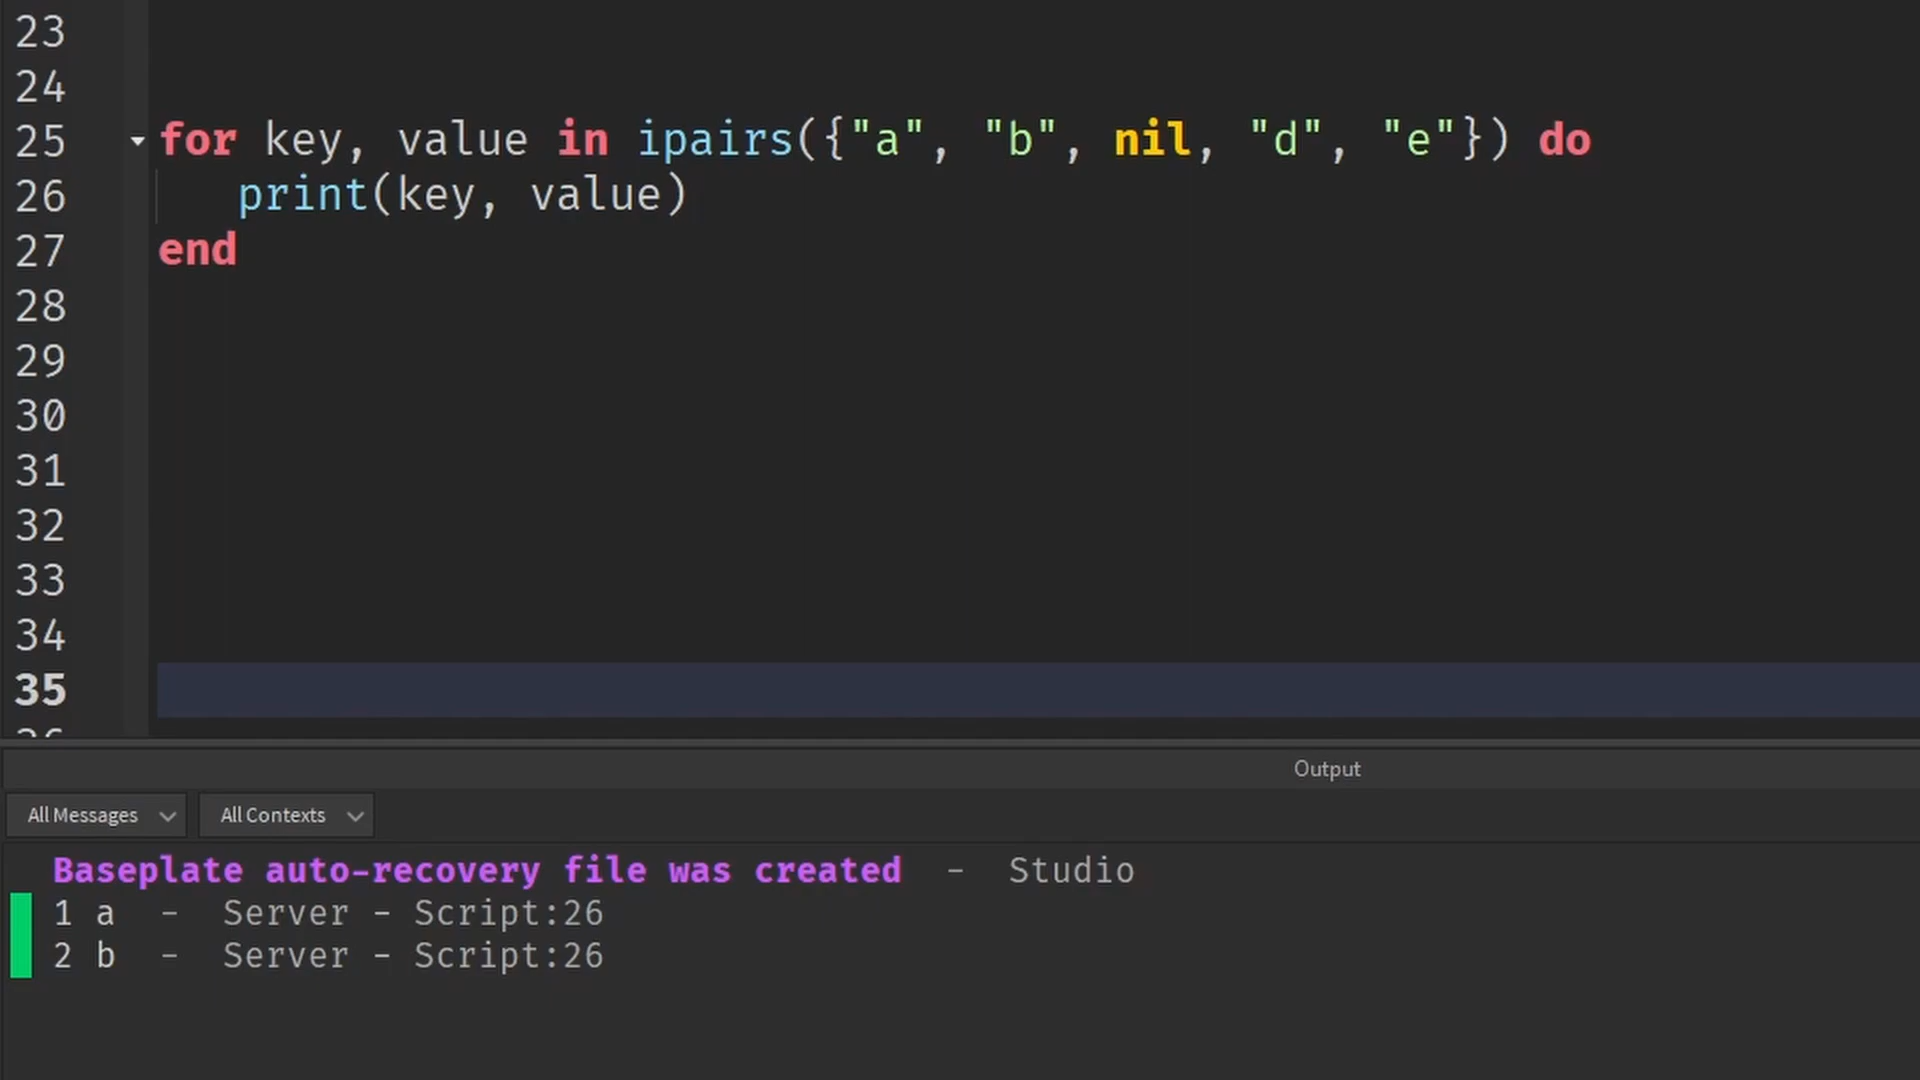 23
24
25 for key, value in ipairs({"a", "b", nil, "d", "e"}) do
26 print(key, value)
27 end
28
29
30
31
32
33
34
35
Output
All Messages All Contexts
Baseplate auto-recovery file was created - Studio
1 a - Server - Script:26
2 b - Server - Script:26